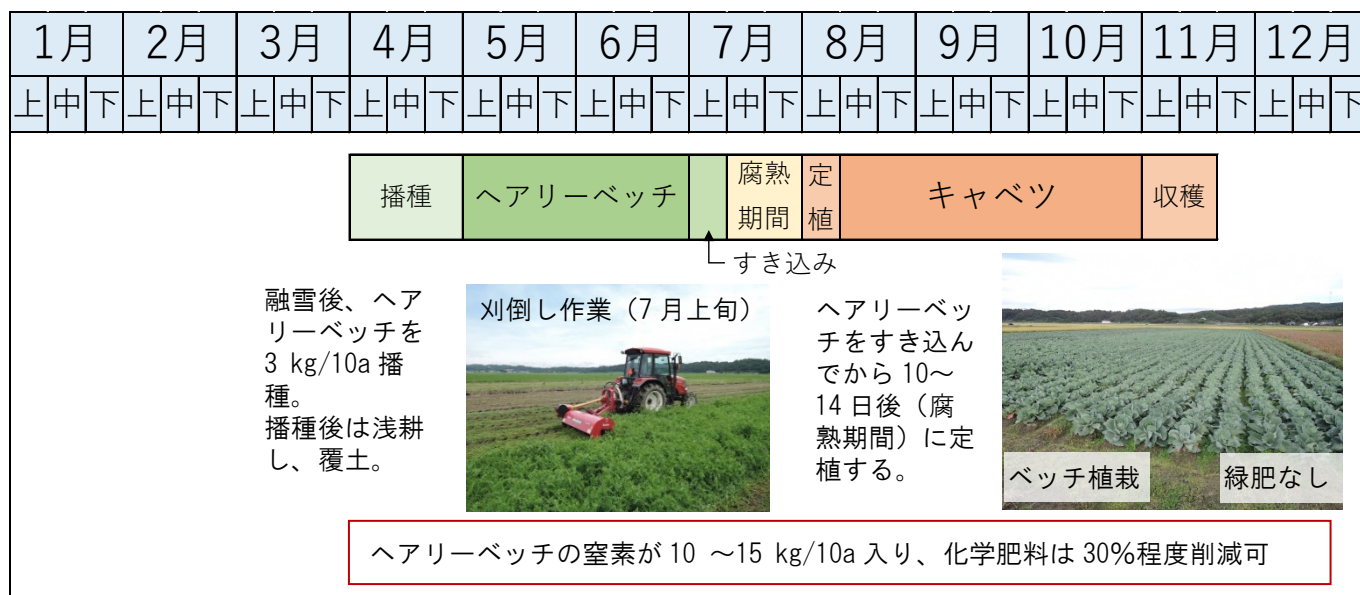 1月 2月 3月 4月 5月 6月 7月 8月 9月 10月 11月 12月
上 中 下 上 中 下 上 中 下 上 中 下 上 中 下 上 中 下 上 中 下 上 中 下 上 中 下 上 中 下 上 中 下 上 中 下
播種
ヘアリーベッチ
腐熟
期間
定
植
キャベツ
収穫
すき込み
融雪後、ヘア
リーベッチを
3 kg/10a 播
種。
播種後は浅耕
し、覆土。
刈倒し作業（7月上旬）
ヘアリーベッ
チをすき込ん
でから 10～
14 日後（腐
熟期間）に定
植する。
ベッチ植栽
緑肥なし
ヘアリーベッチの窒素が 10 ～15 kg/10a 入り、化学肥料は 30%程度削減可